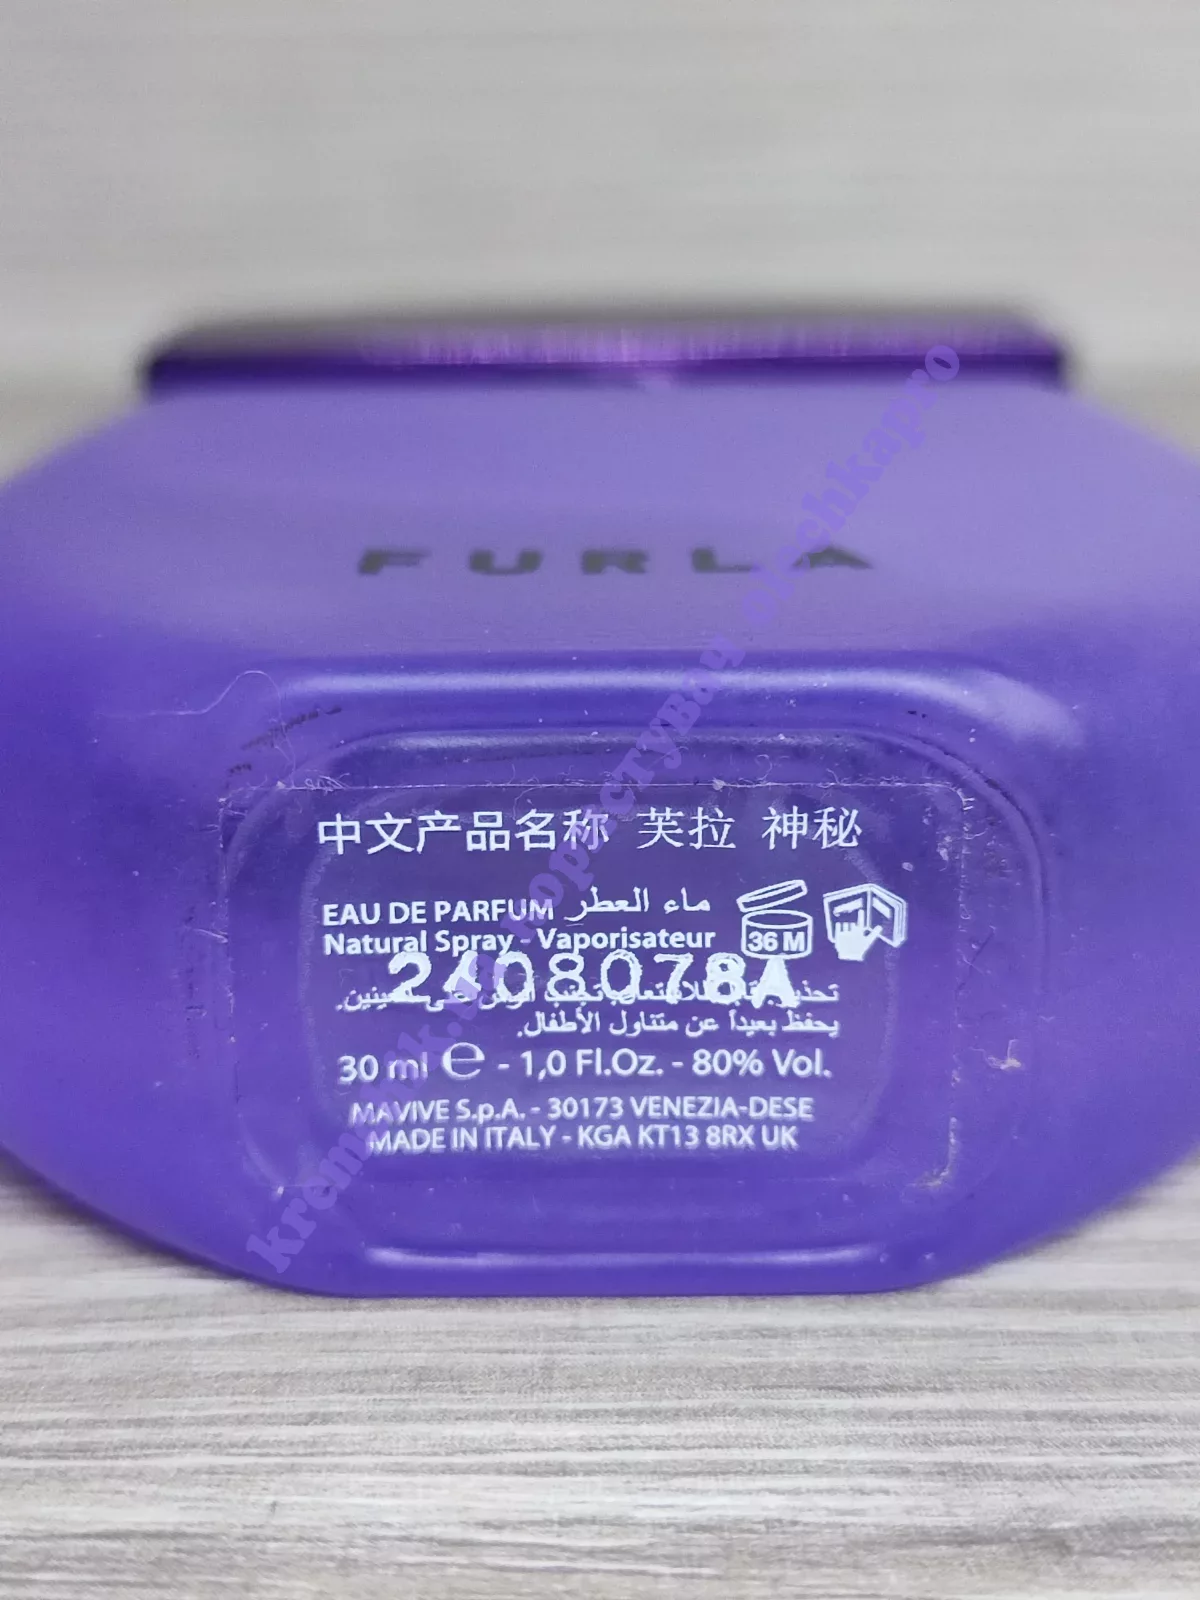 FURLA
中文产品名称 芙拉 神秘
EAU DE PARFUM ماء العطر
Natural Spray - Vaporisateur
36 M
2408078A
يحفظ بعيداً عن متناول الأطفال.
30 ml ℮ - 1,0 Fl.Oz. - 80% Vol.
MAVIVE S.p.A. - 30173 VENEZIA-DESE
MADE IN ITALY - KGA KT13 8RX UK